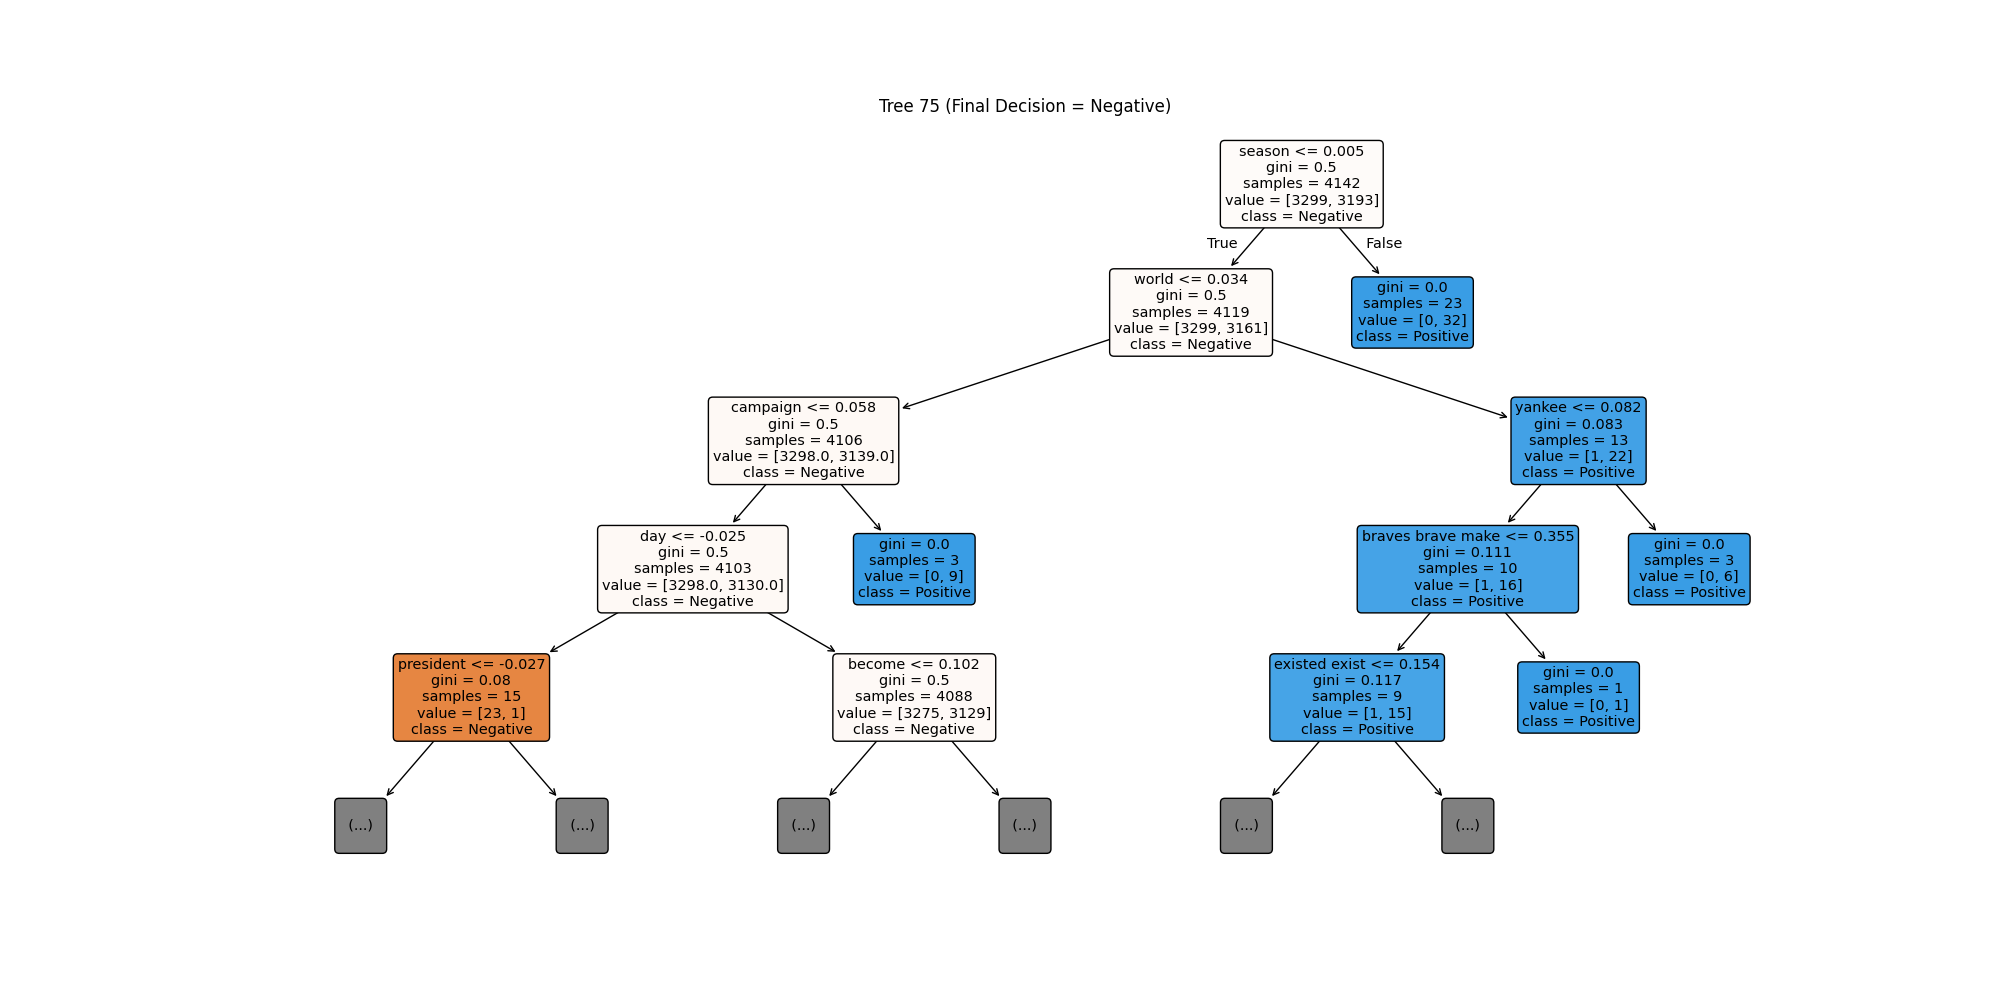 Tree 75 (Final Decision = Negative)
season <= 0.005
gini = 0.5
samples = 4142
value = [3299, 3193]
class = Negative
True
False
world <= 0.034
gini = 0.5
samples = 4119
value = [3299, 3161]
class = Negative
gini = 0.0
samples = 23
value = [0, 32]
class = Positive
campaign <= 0.058
gini = 0.5
samples = 4106
value = [3298.0, 3139.0]
class = Negative
yankee <= 0.082
gini = 0.083
samples = 13
value = [1, 22]
class = Positive
day <= -0.025
gini = 0.5
samples = 4103
value = [3298.0, 3130.0]
class = Negative
gini = 0.0
samples = 3
value = [0, 9]
class = Positive
braves brave make <= 0.355
gini = 0.111
samples = 10
value = [1, 16]
class = Positive
gini = 0.0
samples = 3
value = [0, 6]
class = Positive
president <= -0.027
gini = 0.08
samples = 15
value = [23, 1]
class = Negative
become <= 0.102
gini = 0.5
samples = 4088
value = [3275, 3129]
class = Negative
existed exist <= 0.154
gini = 0.117
samples = 9
value = [1, 15]
class = Positive
gini = 0.0
samples = 1
value = [0, 1]
class = Positive
(...)
(...)
(...)
(...)
(...)
(...)